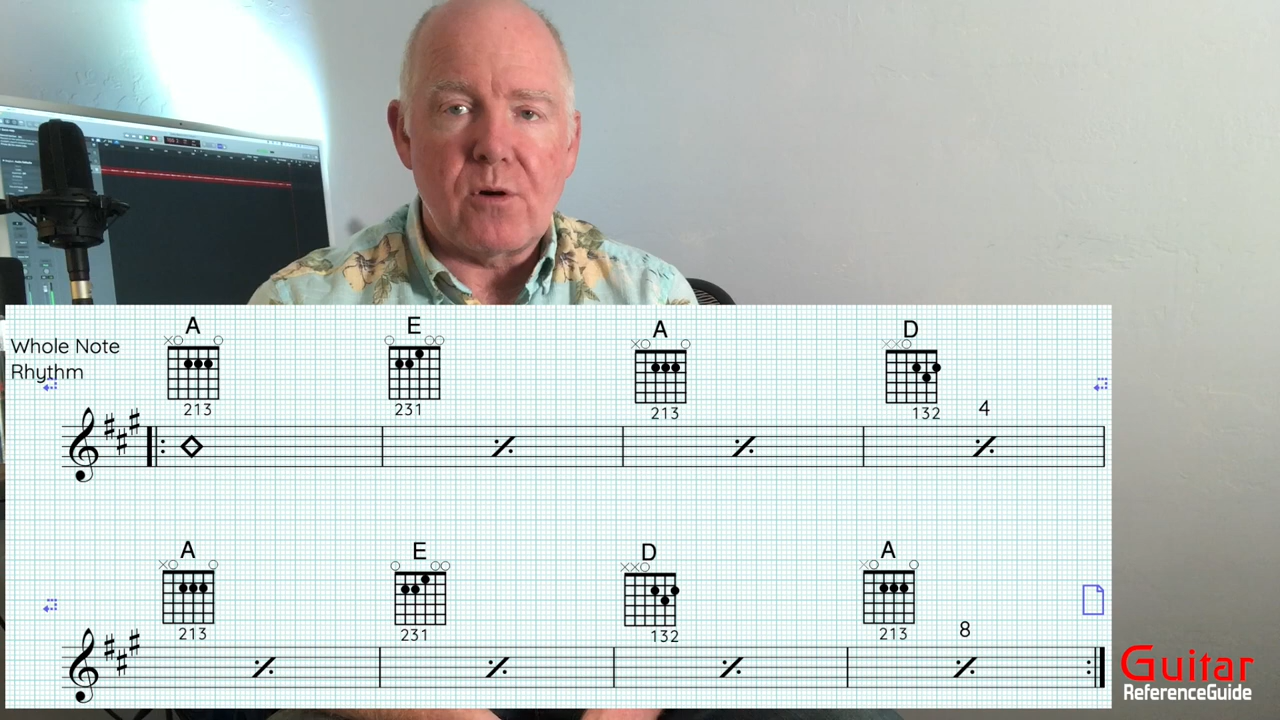 Whole Note
Rhythm
A E A D
213 231 213 132 4
A E D A
213 231 132 213 8
Guitar
ReferenceGuide